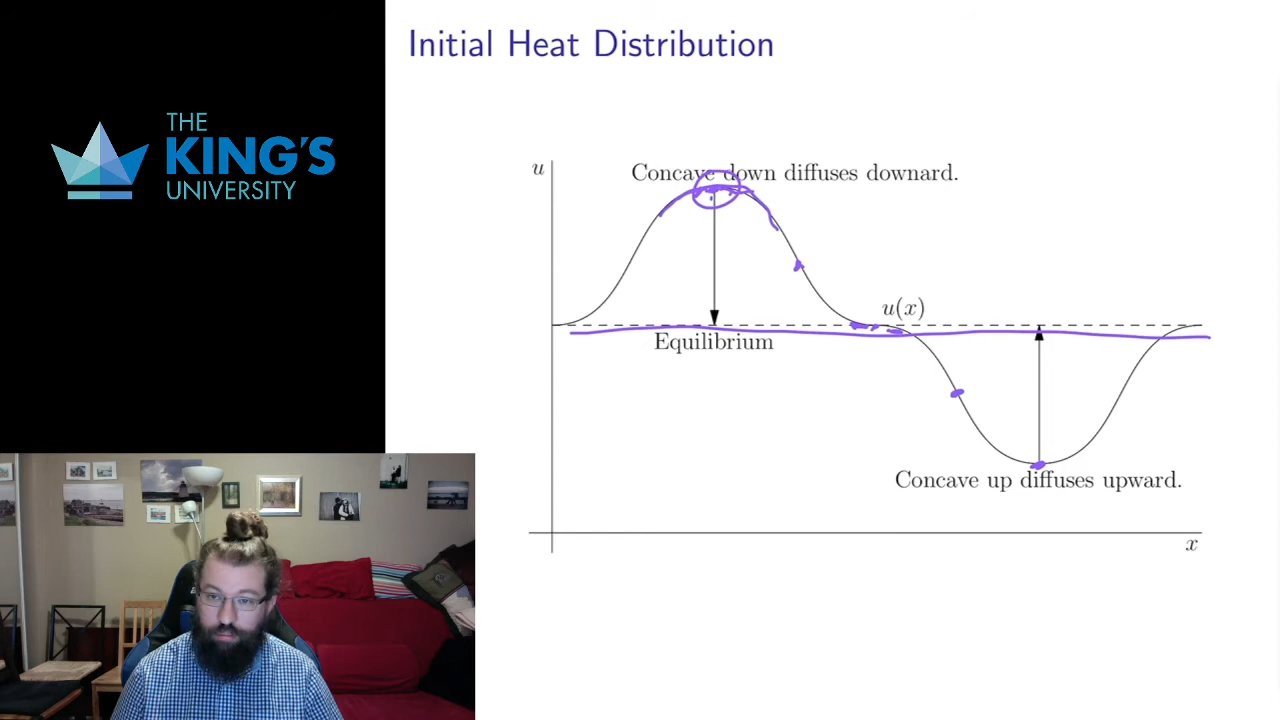 Initial Heat Distribution
THE
KING'S
UNIVERSITY
u
Concave down diffuses downard.
u(x)
Equilibrium
Concave up diffuses upward.
x